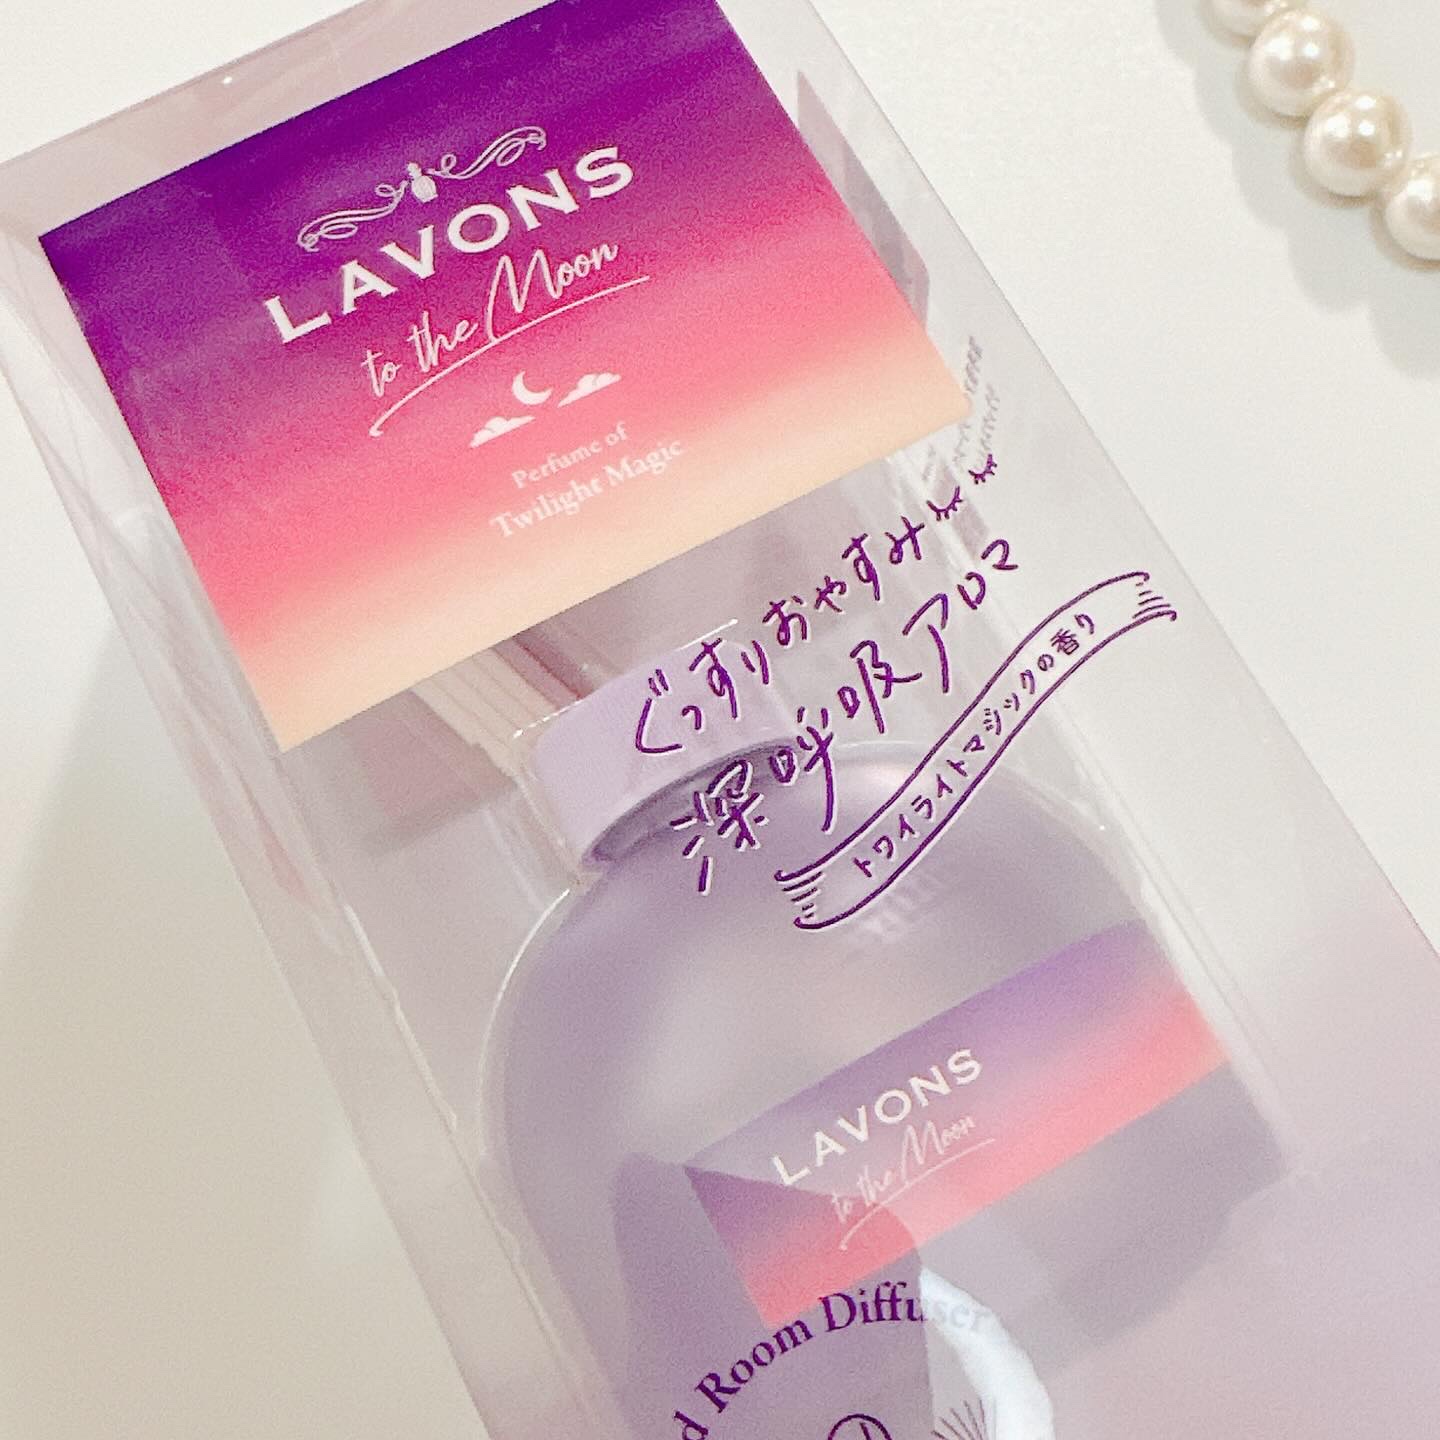 LAVONS
to the Moon
Perfume of
Twilight Magic
ぐっすりおやすみ
深呼吸アロマ
トワイライトマジックの香り
LAVONS
to the Moon
Room Diffuser